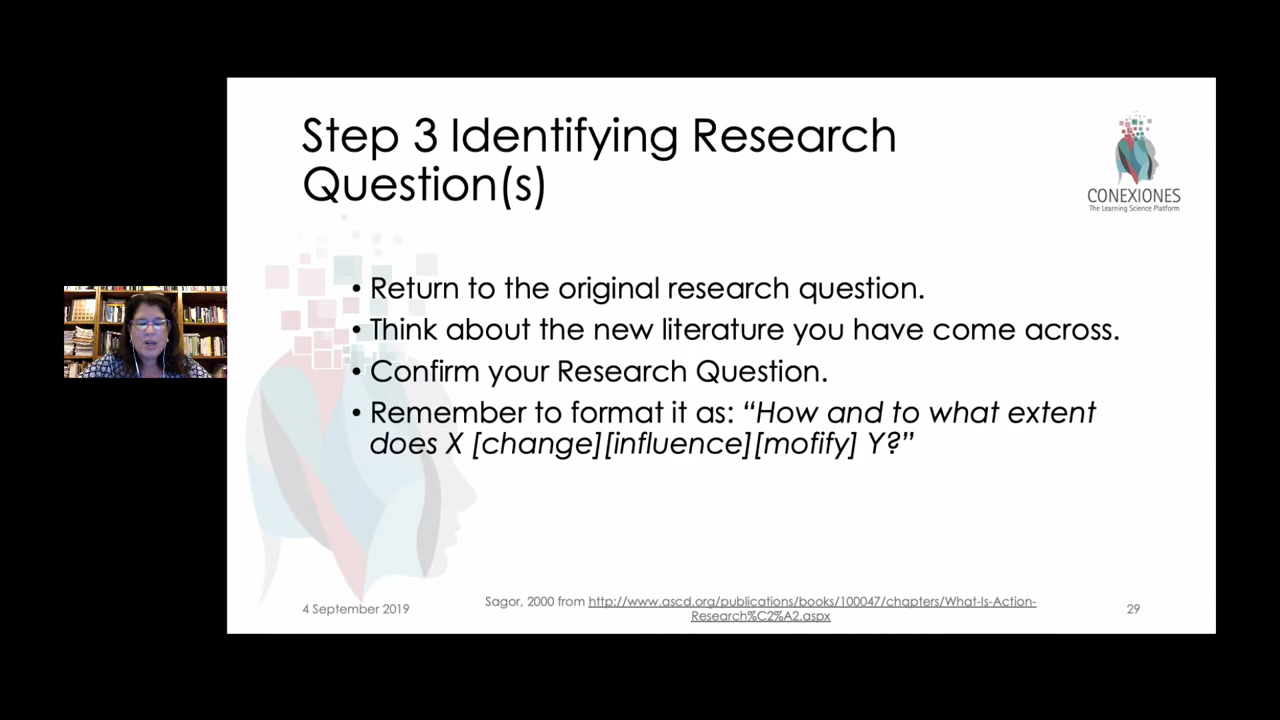 Step 3 Identifying Research
Question(s)
CONEXIONES
The Learning Science Platform
• Return to the original research question.
• Think about the new literature you have come across.
• Confirm your Research Question.
• Remember to format it as: “How and to what extent
does X [change][influence][mofify] Y?”
4 September 2019
Sagor, 2000 from http://www.ascd.org/publications/books/100047/chapters/What-Is-Action-
Research%C2%A2.aspx
29